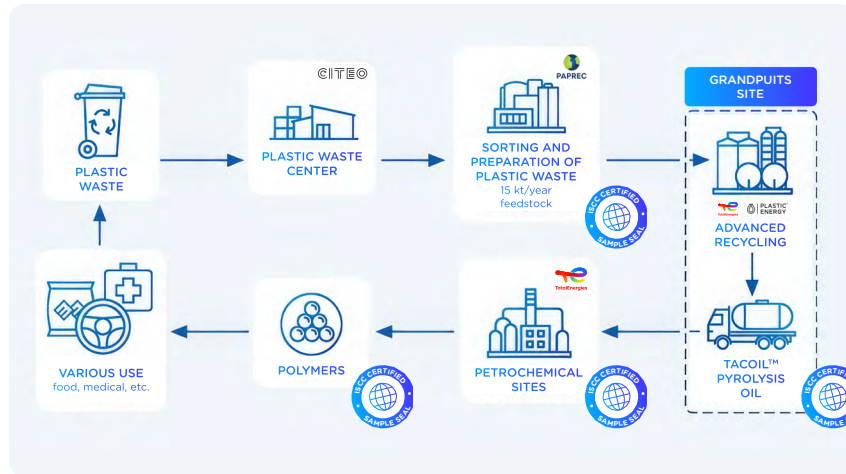 CITEO
PAPREC
GRANDPUITS
SITE
PLASTIC
WASTE
PLASTIC WASTE
CENTER
SORTING AND
PREPARATION OF
PLASTIC WASTE
15 kt/year
feedstock
ISCC CERTIFIED
SAMPLE SEAL
TotalEnergies
PLASTIC
ENERGY
ADVANCED
RECYCLING
TACOIL™
PYROLYSIS
OIL
ISCC CERTIFI
SAMPLE SE
TotalEnergies
PETROCHEMICAL
SITES
ISCC CERTIFIED
SAMPLE SEAL
POLYMERS
ISCC CERTIFIED
SAMPLE SEAL
VARIOUS USE
food, medical, etc.